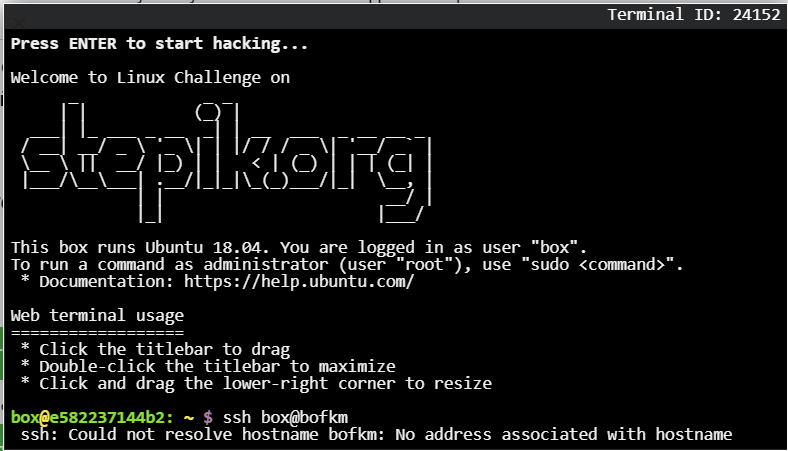 Terminal ID: 24152
Press ENTER to start hacking...
Welcome to Linux Challenge on
stepik.org
This box runs Ubuntu 18.04. You are logged in as user "box".
To run a command as administrator (user "root"), use "sudo <command>".
* Documentation: https://help.ubuntu.com/
Web terminal usage
==================
* Click the titlebar to drag
* Double-click the titlebar to maximize
* Click and drag the lower-right corner to resize
box@e582237144b2: ~ $ ssh box@bofkm
ssh: Could not resolve hostname bofkm: No address associated with hostname